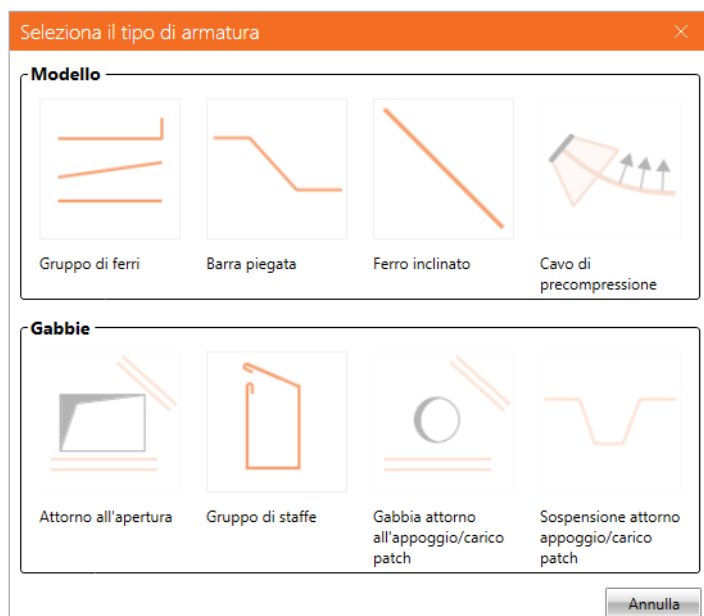 Seleziona il tipo di armatura
Modello
Gruppo di ferri
Barra piegata
Ferro inclinato
Cavo di
precompressione
Gabbie
Attorno all'apertura
Gruppo di staffe
Gabbia attorno
all'appoggio/carico
patch
Sospensione attorno
appoggio/carico
patch
Annulla